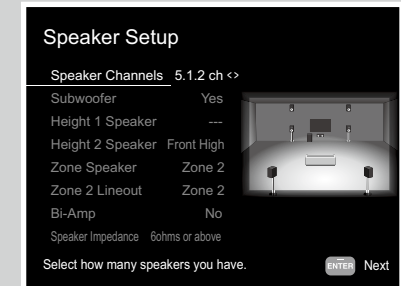 Speaker Setup
Speaker Channels 5.1.2 ch <>
Subwoofer Yes
Height 1 Speaker ---
Height 2 Speaker Front High
Zone Speaker Zone 2
Zone 2 Lineout Zone 2
Bi-Amp No
Speaker Impedance 6ohms or above
Select how many speakers you have. ENTER Next